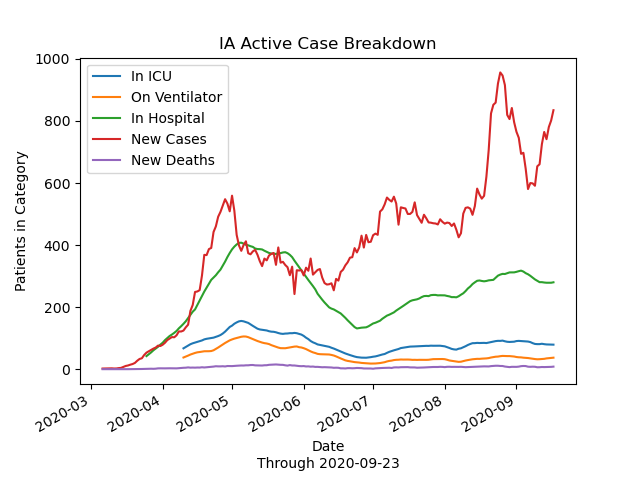 IA Active Case Breakdown
In ICU
On Ventilator
In Hospital
New Cases
New Deaths
Patients in Category
1000
800
600
400
200
0
2020-03
2020-04
2020-05
2020-06
2020-07
2020-08
2020-09
Date
Through 2020-09-23